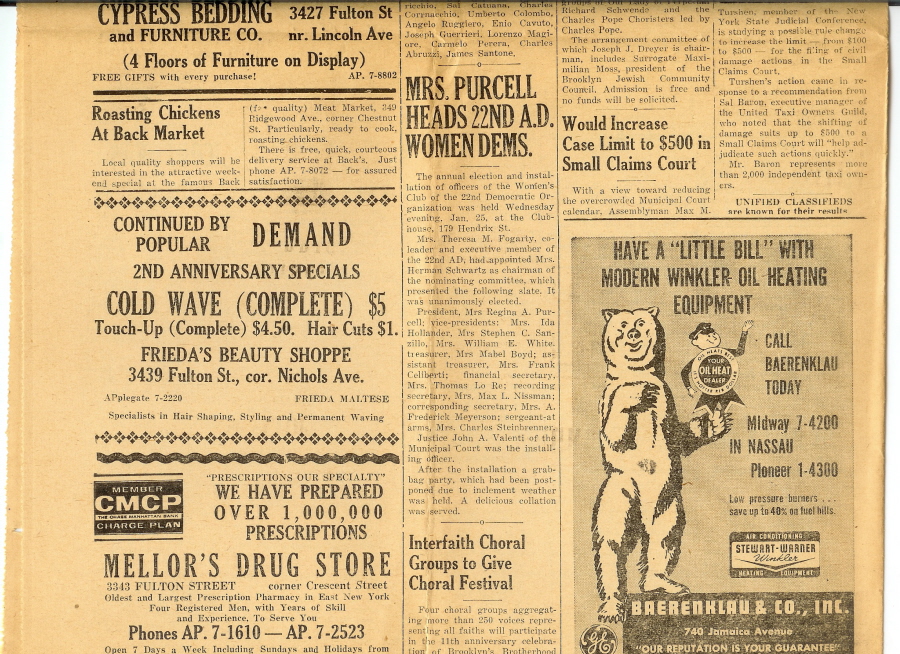 CYPRESS BEDDING
and FURNITURE CO.
3427 Fulton St
nr. Lincoln Ave
(4 Floors of Furniture on Display)
FREE GIFTS with every purchase!
AP. 7-8802
Roasting Chickens
At Back Market
Local quality shoppers will be
interested in the attractive week-
end special at the famous Back
quality) Meat Market, 349
Ridgewood Ave., corner Chestnut
St. Particularly, ready to cook,
roasting chickens.
There is free, quick, courteous
delivery service at Back's. Just
phone AP. 7-8072 — for assured
satisfaction.
CONTINUED BY
POPULAR DEMAND
2ND ANNIVERSARY SPECIALS
COLD WAVE (COMPLETE) $5
Touch-Up (Complete) $4.50. Hair Cuts $1.
FRIEDA'S BEAUTY SHOPPE
3439 Fulton St., cor. Nichols Ave.
APplegate 7-2220
FRIEDA MALTESE
Specialists in Hair Shaping, Styling and Permanent Waving
MEMBER
CMCP
THE CHASE MANHATTAN BANK
CHARGE PLAN
"PRESCRIPTIONS OUR SPECIALTY"
WE HAVE PREPARED
OVER 1,000,000
PRESCRIPTIONS
MELLOR'S DRUG STORE
3343 FULTON STREET corner Crescent Street
Oldest and Largest Prescription Pharmacy in East New York
Four Registered Men, with Years of Skill
and Experience, To Serve You
Phones AP. 7-1610 — AP. 7-2523
Open 7 Days a Week Including Sundays and Holidays from
ricchio, Sal Catuana, Charles
Cornacchio, Umberto Colombo,
Angelo Ruggiero, Enio Cavuto,
Joseph Guerrieri, Lorenzo Magi-
ore, Carmelo Perera, Charles
Abruzzi, James Santone.
MRS. PURCELL
HEADS 22ND A.D.
WOMEN DEMS.
The annual election and instal-
lation of officers of the Women's
Club of the 22nd Democratic Or-
ganization was held Wednesday
evening, Jan. 25, at the Club-
house, 179 Hendrix St.
Mrs. Theresa M. Fogarty, co-
leader and executive member of
the 22nd AD, had appointed Mrs.
Herman Schwartz as chairman of
the nominating committee, which
presented the following slate. It
was unanimously elected.
President, Mrs Regina A. Pur-
cell; vice-presidents: Mrs. Ida
Hollander, Mrs Stephen C. San-
zillo, Mrs. William E. White.
treasurer, Mrs Mabel Boyd; as-
sistant treasurer, Mrs. Frank
Celiberti; financial secretary,
Mrs. Thomas Lo Re; recording
secretary, Mrs. Max L. Nissman;
corresponding secretary, Mrs. A.
Frederick Meyerson; sergeant-at
arms, Mrs. Charles Steinbrenner.
Justice John A. Valenti of the
Municipal Court was the install-
ing officer.
After the installation a grab-
bag party, which had been post-
poned due to inclement weather
was held. A delicious collation
was served.
Interfaith Choral
Groups to Give
Choral Festival
Four choral groups aggregat-
ing more than 250 voices repre-
senting all faiths will participate
in the 11th anniversary celebra-
tion of Brooklyn's Brotherhood
Richard Schwende and the
Charles Pope Choristers led by
Charles Pope.
The arrangement committee of
which Joseph J. Dreyer is chair-
man, includes Surrogate Maxi-
milian Moss, president of the
Brooklyn Jewish Community
Council. Admission is free and
no funds will be solicited.
Would Increase
Case Limit to $500 in
Small Claims Court
With a view toward reducing
the overcrowded Municipal Court
calendar, Assemblyman Max M.
Turshen, member of the New
York State Judicial Conference,
is studying a possible rule change
to increase the limit — from $100
to $500 — for the filing of civil
damage actions in the Small
Claims Court.
Turshen's action came in re-
sponse to a recommendation from
Sal Baron, executive manager of
the United Taxi Owners Guild,
who noted that the shifting of
damage suits up to $500 to a
Small Claims Court will "help ad-
judicate such actions quickly."
Mr. Baron represents more
than 2,000 independent taxi own-
ers.
UNIFIED CLASSIFIEDS
are known for their results
HAVE A "LITTLE BILL" WITH
MODERN WINKLER OIL HEATING
EQUIPMENT
YOUR
OIL HEAT
DEALER
CALL
BAERENKLAU
TODAY
MIdway 7-4200
IN NASSAU
Pioneer 1-4300
Low pressure burners . . .
save up to 40% on fuel bills.
AIR CONDITIONING
STEWART-WARNER
Winkler
HEATING EQUIPMENT
BAERENKLAU & CO., INC.
GE
740 Jamaica Avenue
"OUR REPUTATION IS YOUR GUARANTEE"